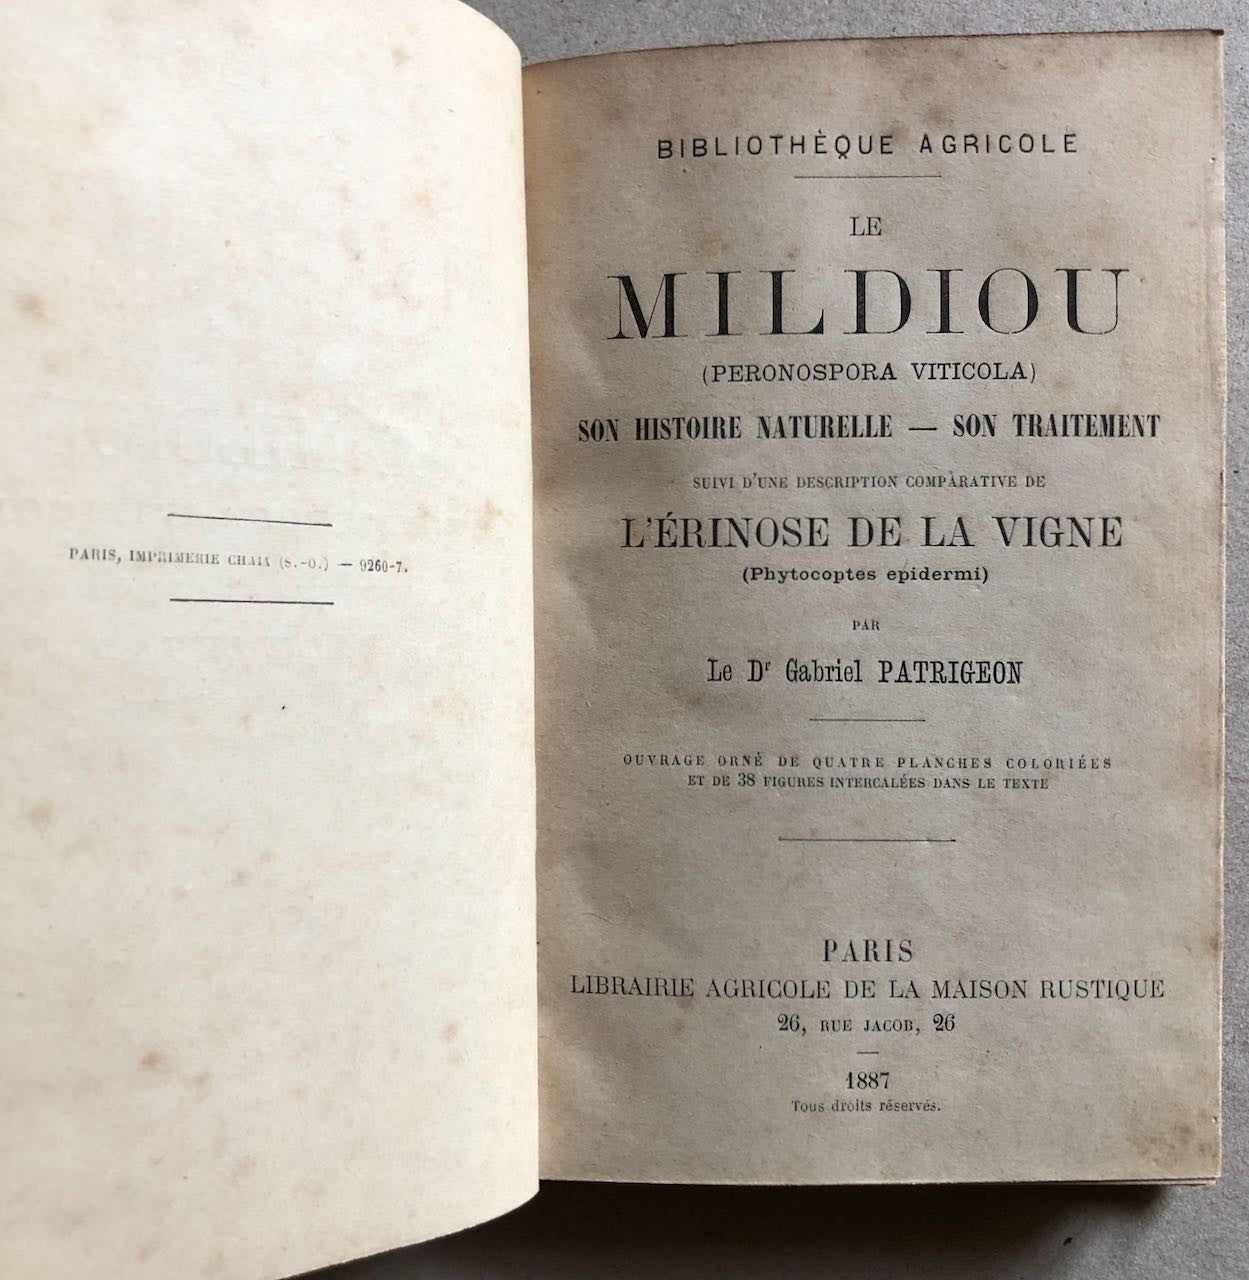 PARIS, IMPRIMERIE CHAIX (S.-O.) — 9260-7.
BIBLIOTHÈQUE AGRICOLE
LE
MILDIOU
(PERONOSPORA VITICOLA)
SON HISTOIRE NATURELLE — SON TRAITEMENT
SUIVI D'UNE DESCRIPTION COMPARATIVE DE
L'ÉRINOSE DE LA VIGNE
(Phytocoptes epidermi)
PAR
Le Dr Gabriel PATRIGEON
OUVRAGE ORNÉ DE QUATRE PLANCHES COLORIÉES
ET DE 38 FIGURES INTERCALÉES DANS LE TEXTE
PARIS
LIBRAIRIE AGRICOLE DE LA MAISON RUSTIQUE
26, RUE JACOB, 26
1887
Tous droits réservés.